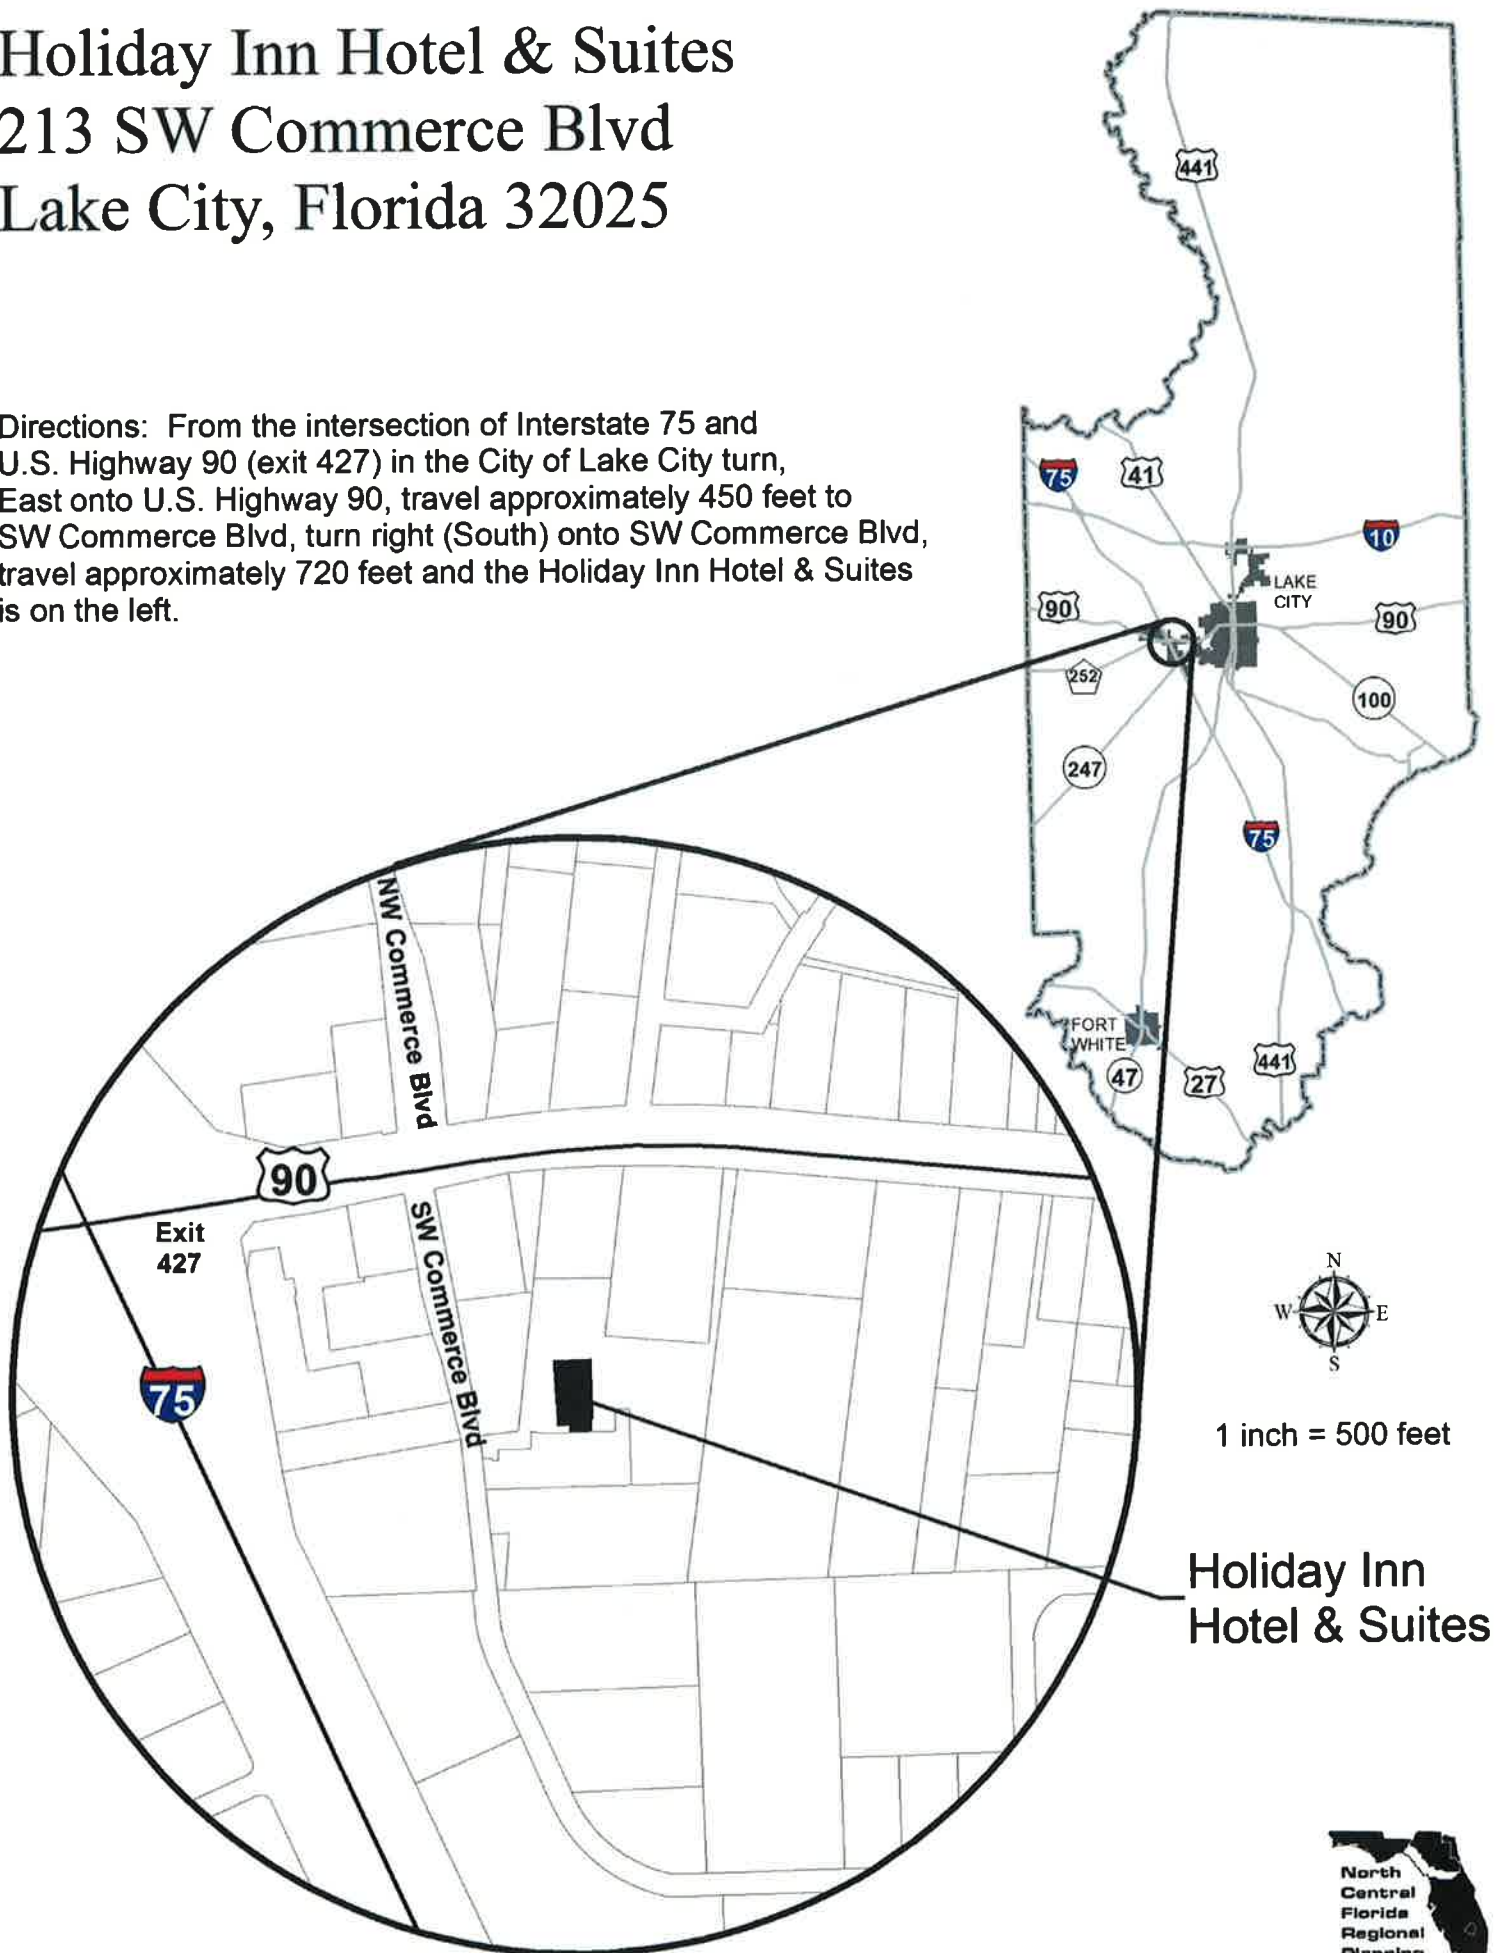 Holiday Inn Hotel & Suites
213 SW Commerce Blvd
Lake City, Florida 32025
Directions: From the intersection of Interstate 75 and
U.S. Highway 90 (exit 427) in the City of Lake City turn,
East onto U.S. Highway 90, travel approximately 450 feet to
SW Commerce Blvd, turn right (South) onto SW Commerce Blvd,
travel approximately 720 feet and the Holiday Inn Hotel & Suites
is on the left.
441
75
41
10
LAKE
CITY
90
90
252
100
247
75
FORT
WHITE
47
27
441
NW Commerce Blvd
90
Exit
427
SW Commerce Blvd
75
N
W
E
S
1 inch = 500 feet
Holiday Inn
Hotel & Suites
North
Central
Florida
Regional
Planning